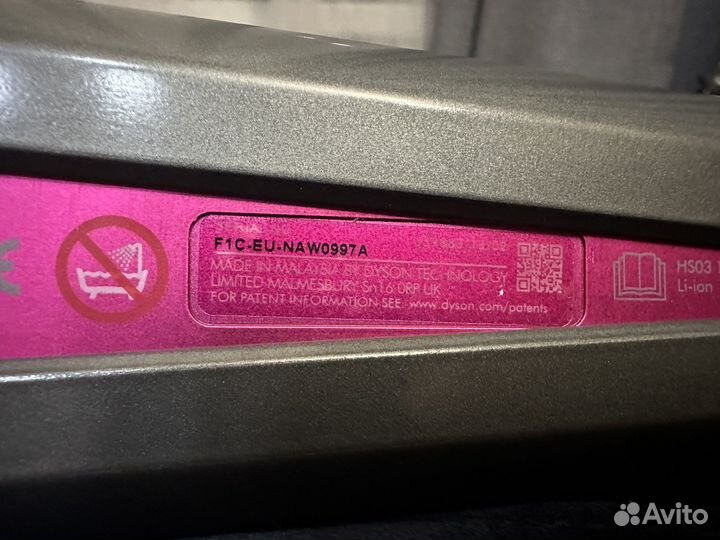 F1C-EU-NAW0997A
MADE IN MALAYSIA BY DYSON TECHNOLOGY
LIMITED MALMESBURY Sn16 0RP UK
FOR PATENT INFORMATION SEE: www.dyson.com/patents
HS03
Li-ion
Avito